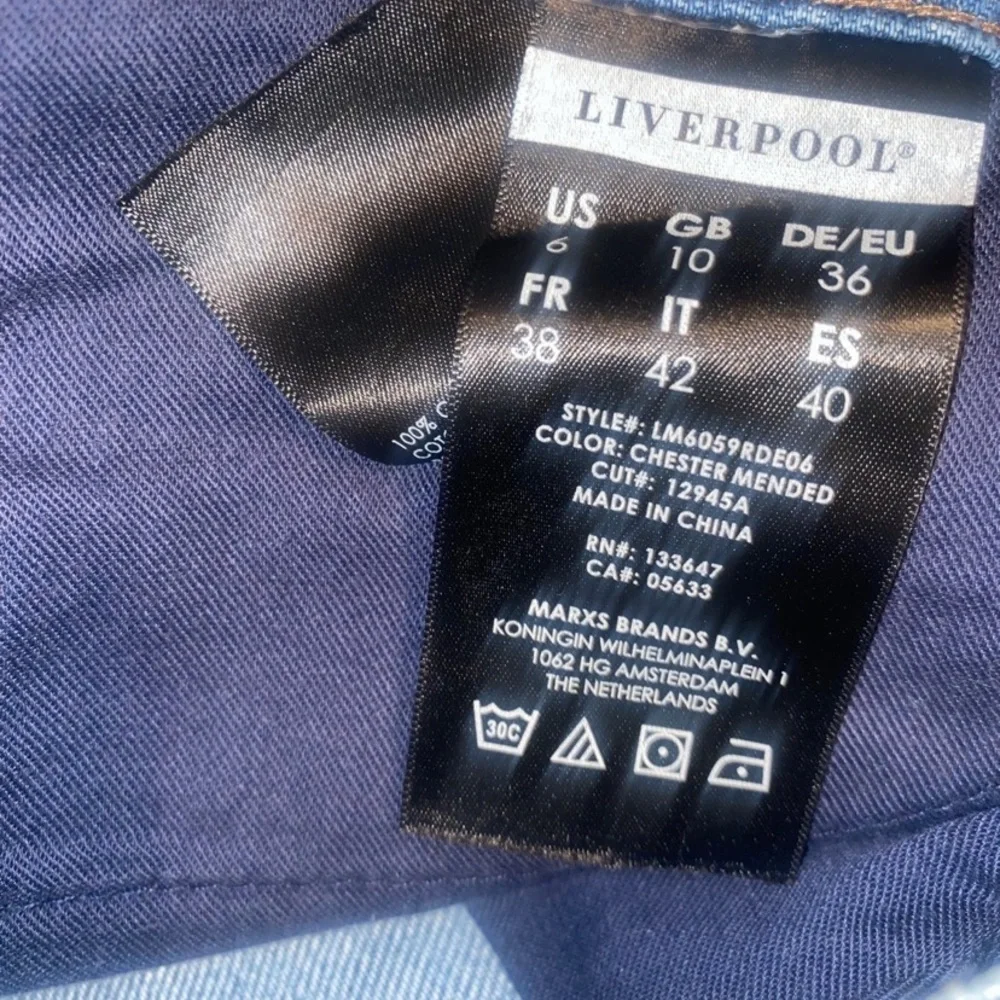 LIVERPOOL®
US GB DE/EU
6 10 36
FR IT ES
38 42 40
STYLE#: LM6059RDE06
COLOR: CHESTER MENDED
CUT#: 12945A
MADE IN CHINA
RN#: 133647
CA#: 05633
MARXS BRANDS B.V.
KONINGIN WILHELMINAPLEIN 1
1062 HG AMSTERDAM
THE NETHERLANDS
30C
100%